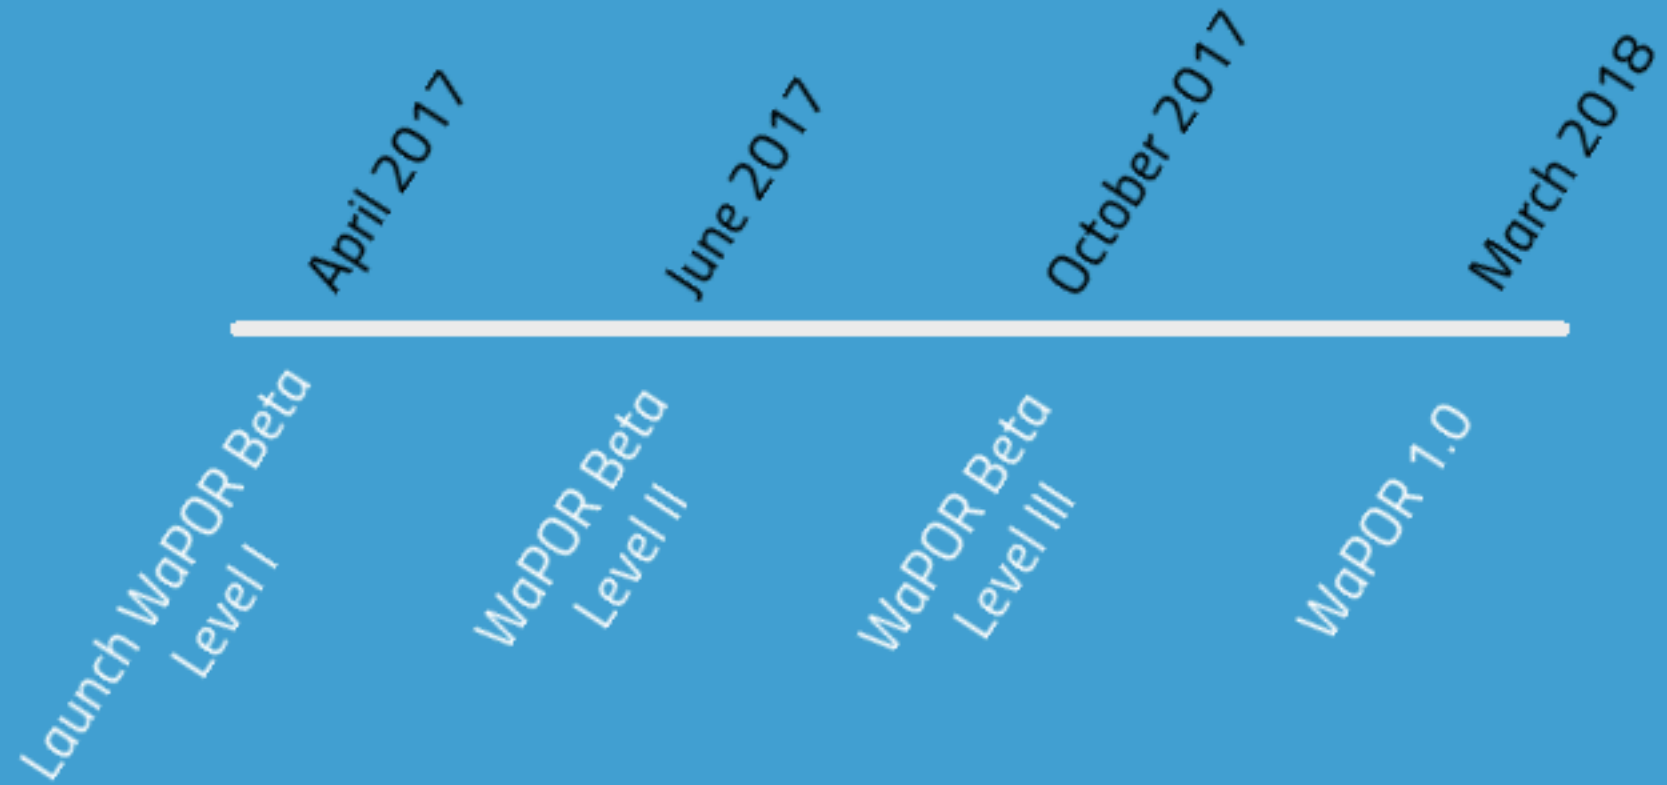 April 2017
June 2017
October 2017
March 2018
Launch WaPOR Beta
Level I
WaPOR Beta
Level II
WaPOR Beta
Level III
WaPOR 1.0